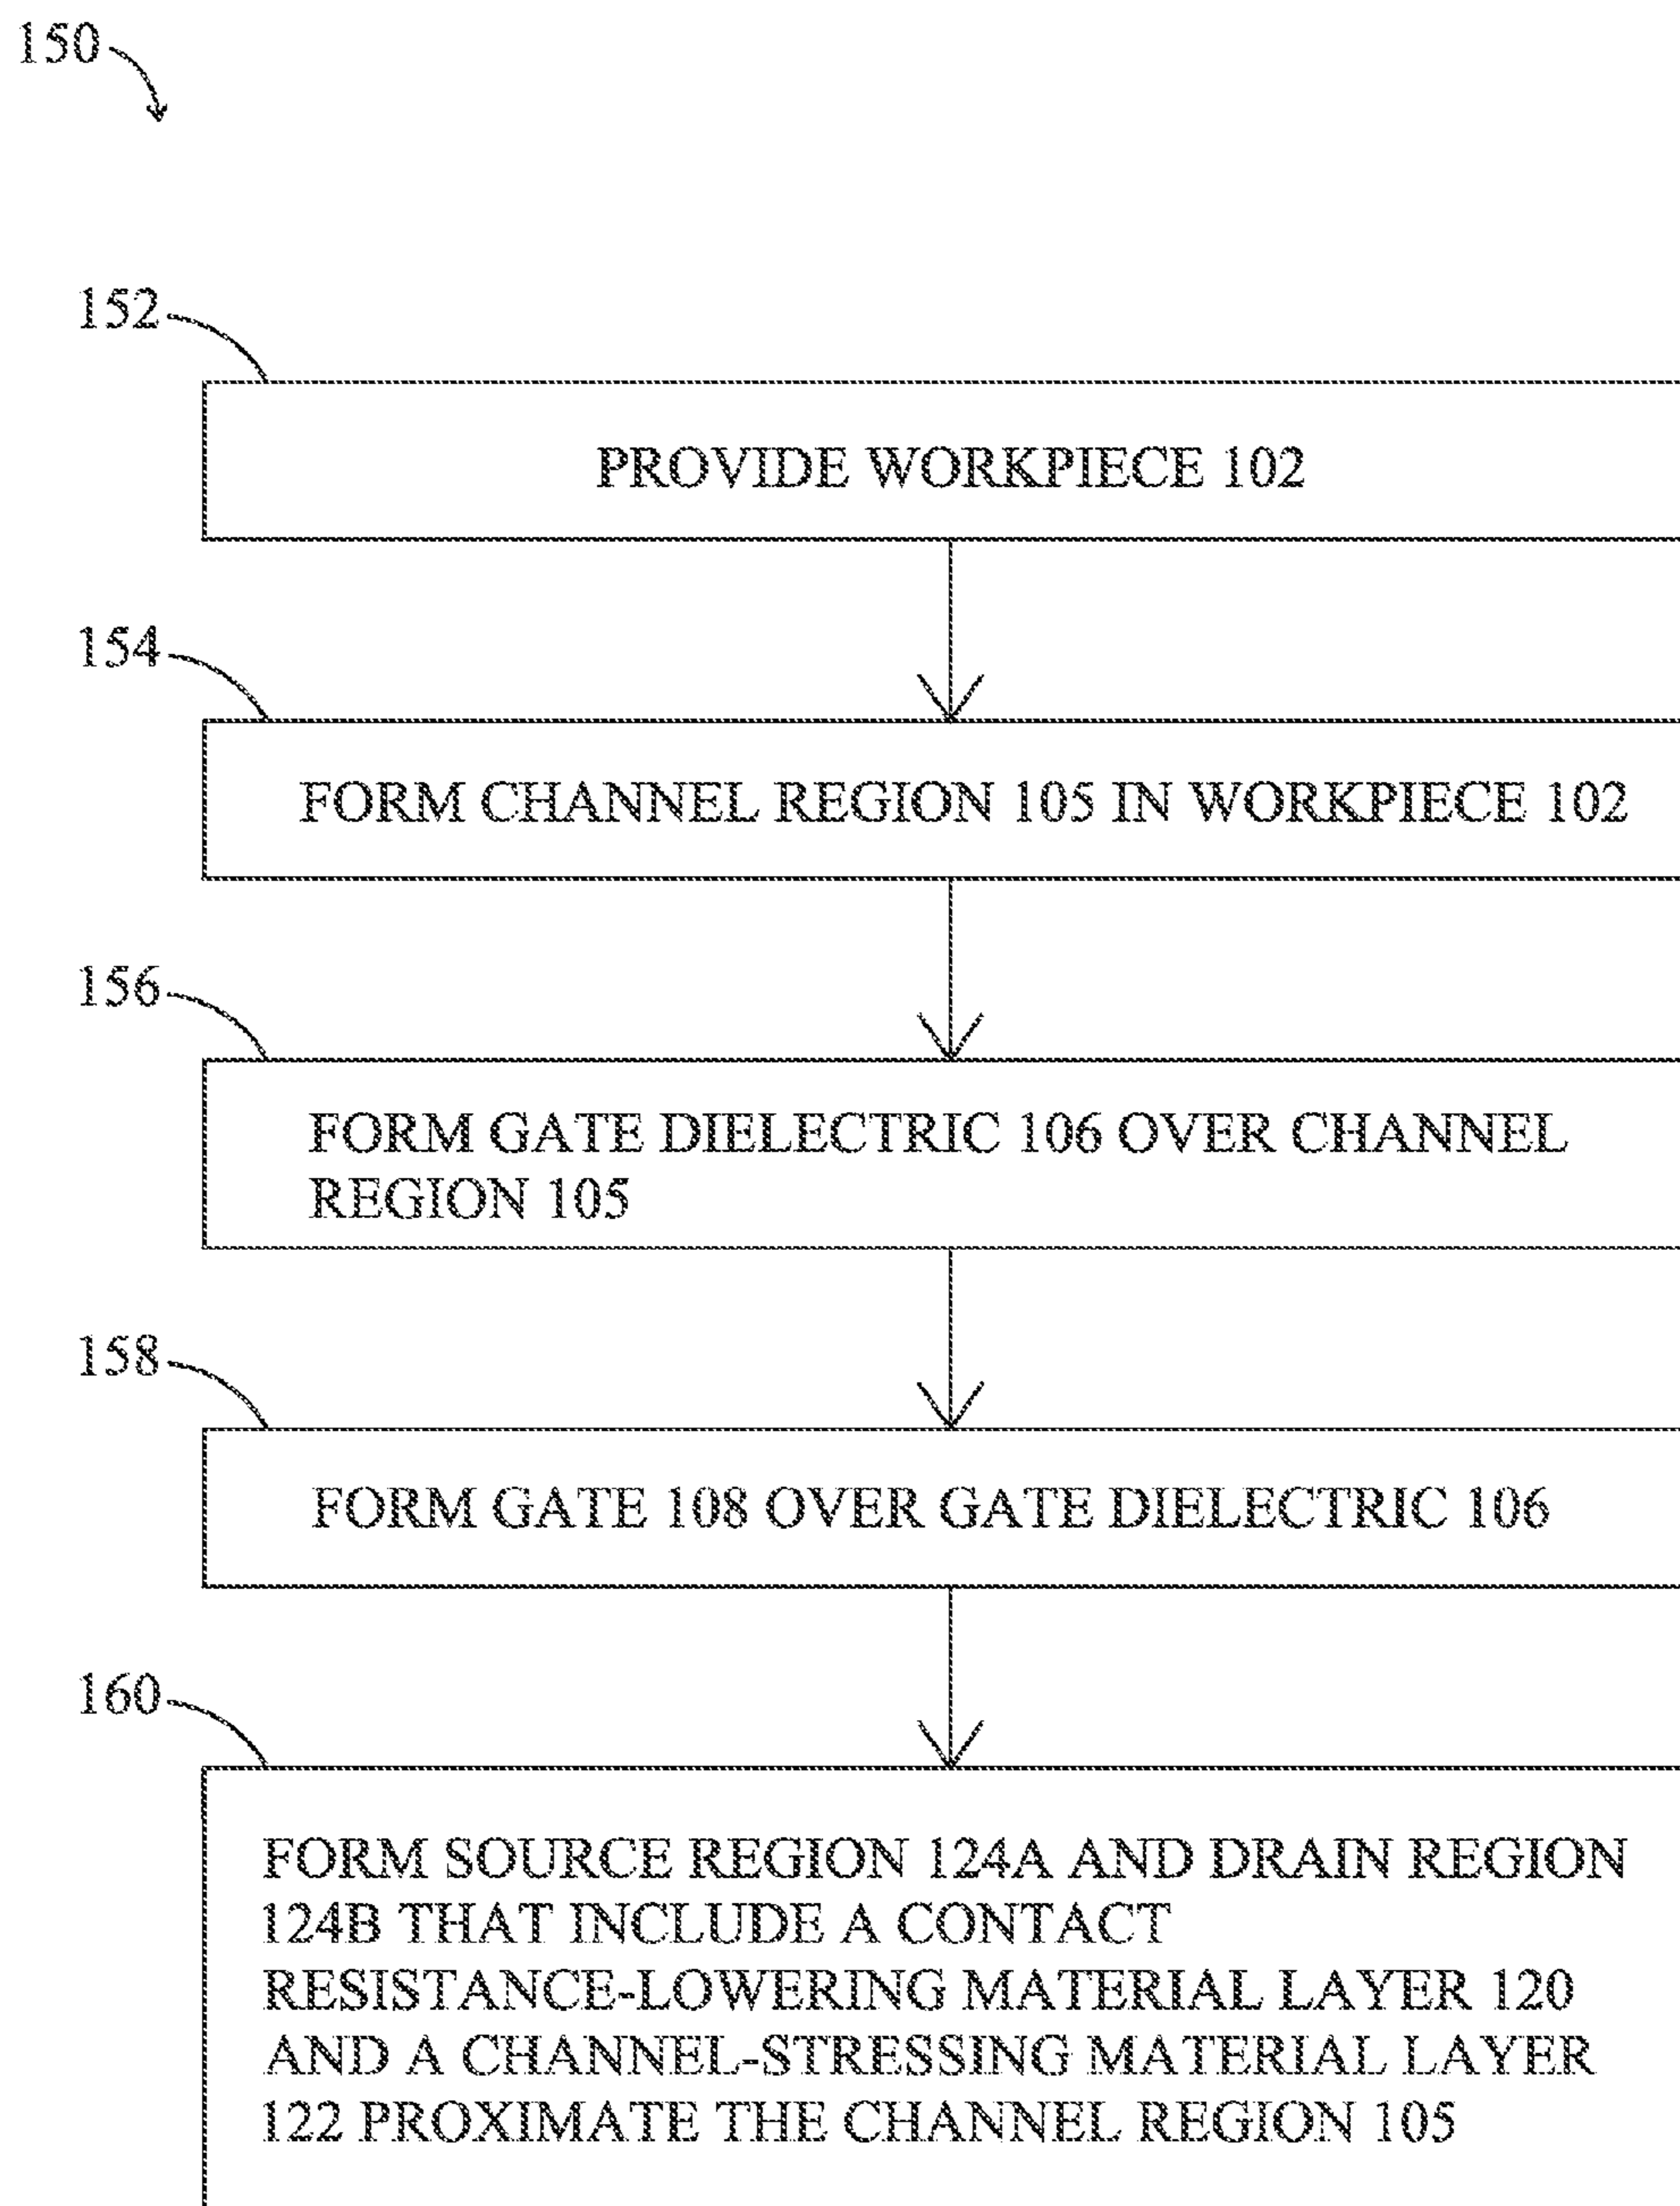 150
152
PROVIDE WORKPIECE 102
154
FORM CHANNEL REGION 105 IN WORKPIECE 102
156
FORM GATE DIELECTRIC 106 OVER CHANNEL
REGION 105
158
FORM GATE 108 OVER GATE DIELECTRIC 106
160
FORM SOURCE REGION 124A AND DRAIN REGION
124B THAT INCLUDE A CONTACT
RESISTANCE-LOWERING MATERIAL LAYER 120
AND A CHANNEL-STRESSING MATERIAL LAYER
122 PROXIMATE THE CHANNEL REGION 105